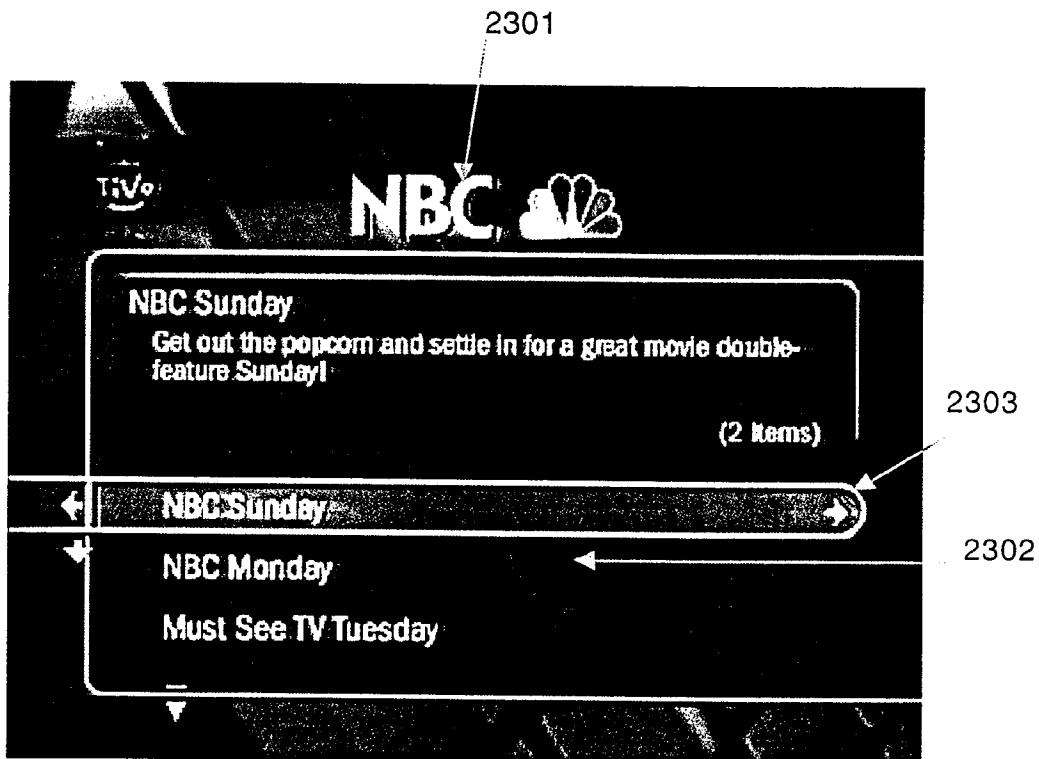 2301
TiVo
NBC
NBC Sunday
Get out the popcorn and settle in for a great movie double-
feature Sunday!
(2 items)
2303
NBC Sunday
2302
NBC Monday
Must See TV Tuesday